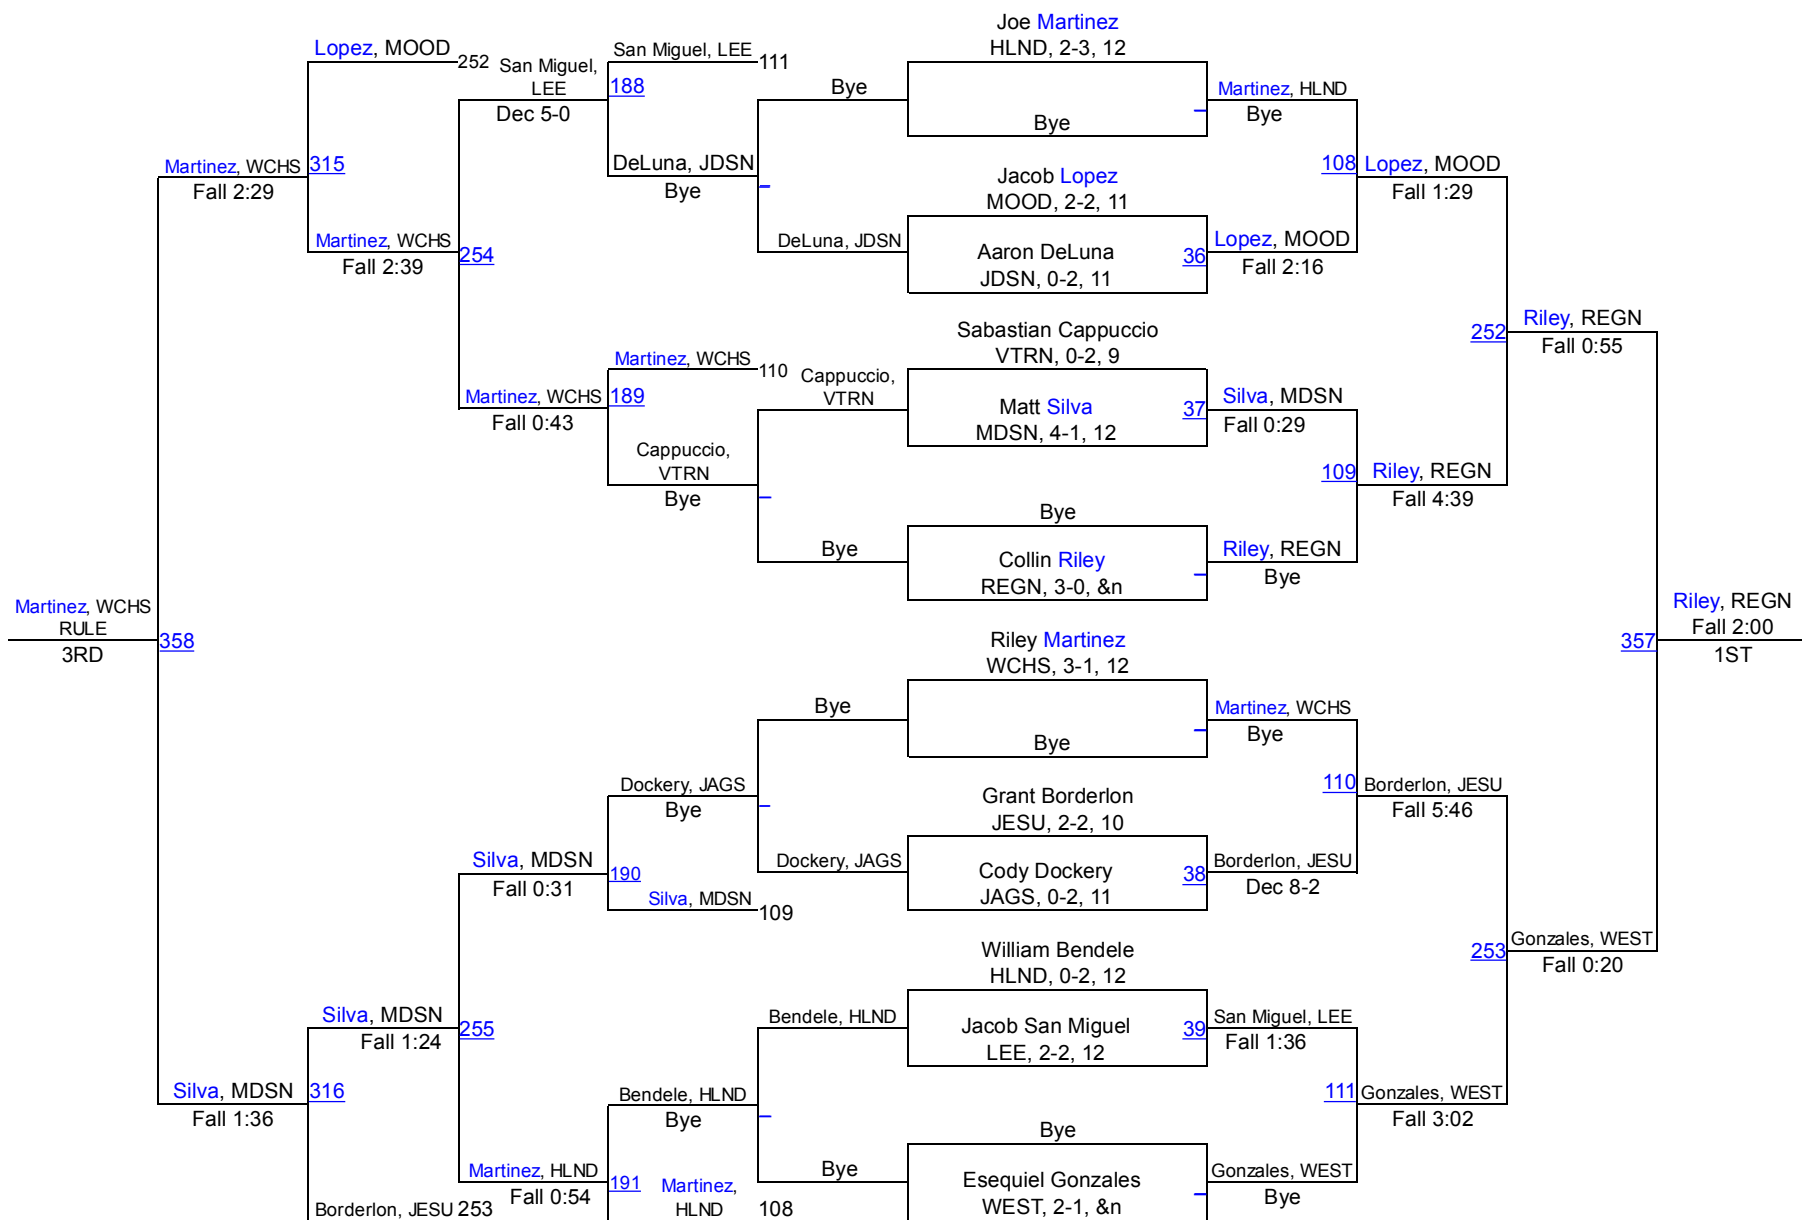 Joe Martinez
HLND, 2-3, 12
Lopez, MOOD
252
San Miguel,
LEE
Dec 5-0
San Miguel, LEE
111
188
Bye
Bye
Martinez, HLND
Bye
DeLuna, JDSN
Bye
Martinez, WCHS
Fall 2:29
315
Jacob Lopez
MOOD, 2-2, 11
108
Lopez, MOOD
Fall 1:29
Martinez, WCHS
Fall 2:39
254
DeLuna, JDSN
Aaron DeLuna
JDSN, 0-2, 11
36
Lopez, MOOD
Fall 2:16
Sabastian Cappuccio
VTRN, 0-2, 9
252
Riley, REGN
Fall 0:55
Martinez, WCHS
110
Cappuccio,
VTRN
Martinez, WCHS
Fall 0:43
189
Matt Silva
MDSN, 4-1, 12
37
Silva, MDSN
Fall 0:29
Cappuccio,
VTRN
Bye
109
Riley, REGN
Fall 4:39
Bye
Bye
Collin Riley
REGN, 3-0, &n
Riley, REGN
Bye
Martinez, WCHS
RULE
3RD
358
Riley Martinez
WCHS, 3-1, 12
357
Riley, REGN
Fall 2:00
1ST
Bye
Bye
Martinez, WCHS
Bye
Dockery, JAGS
Bye
Grant Borderlon
JESU, 2-2, 10
110
Borderlon, JESU
Fall 5:46
Silva, MDSN
Fall 0:31
190
Dockery, JAGS
Cody Dockery
JAGS, 0-2, 11
38
Borderlon, JESU
Dec 8-2
Silva, MDSN
109
William Bendele
HLND, 0-2, 12
253
Gonzales, WEST
Fall 0:20
Silva, MDSN
Fall 1:24
255
Bendele, HLND
Jacob San Miguel
LEE, 2-2, 12
39
San Miguel, LEE
Fall 1:36
Silva, MDSN
Fall 1:36
316
Bendele, HLND
Bye
111
Gonzales, WEST
Fall 3:02
Bye
Martinez, HLND
Fall 0:54
191
Martinez,
HLND
108
Bye
Esequiel Gonzales
WEST, 2-1, &n
Gonzales, WEST
Bye
Borderlon, JESU
253